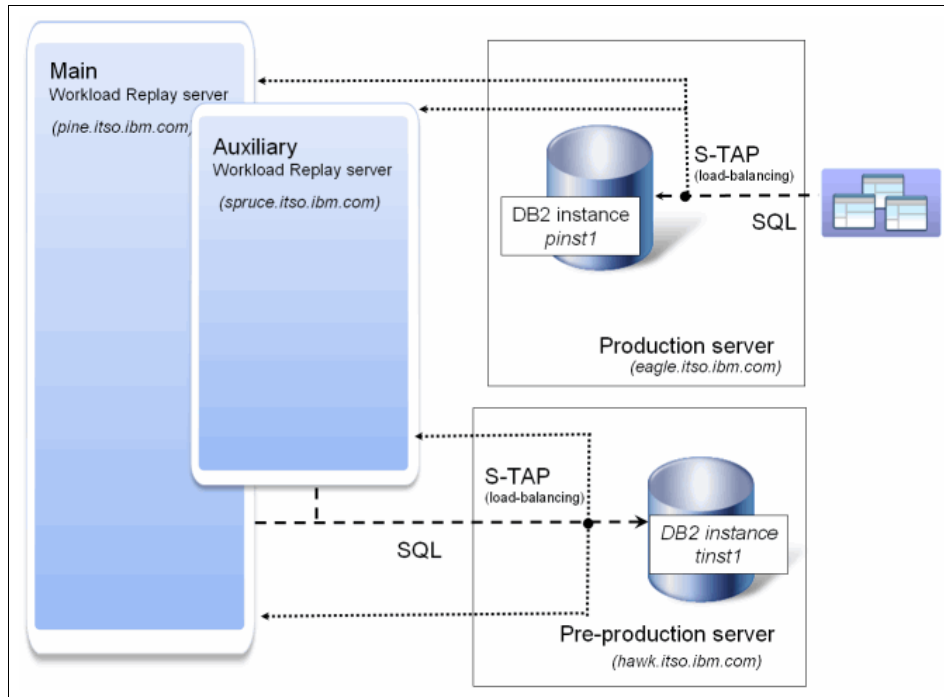 Main
Workload Replay server
(pine.itso.ibm.com)
Auxiliary
Workload Replay server
(spruce.itso.ibm.com)
S-TAP
(load-balancing)
SQL
DB2 instance
pinst1
Production server
(eagle.itso.ibm.com)
S-TAP
(load-balancing)
SQL
DB2 instance
tinst1
Pre-production server
(hawk.itso.ibm.com)